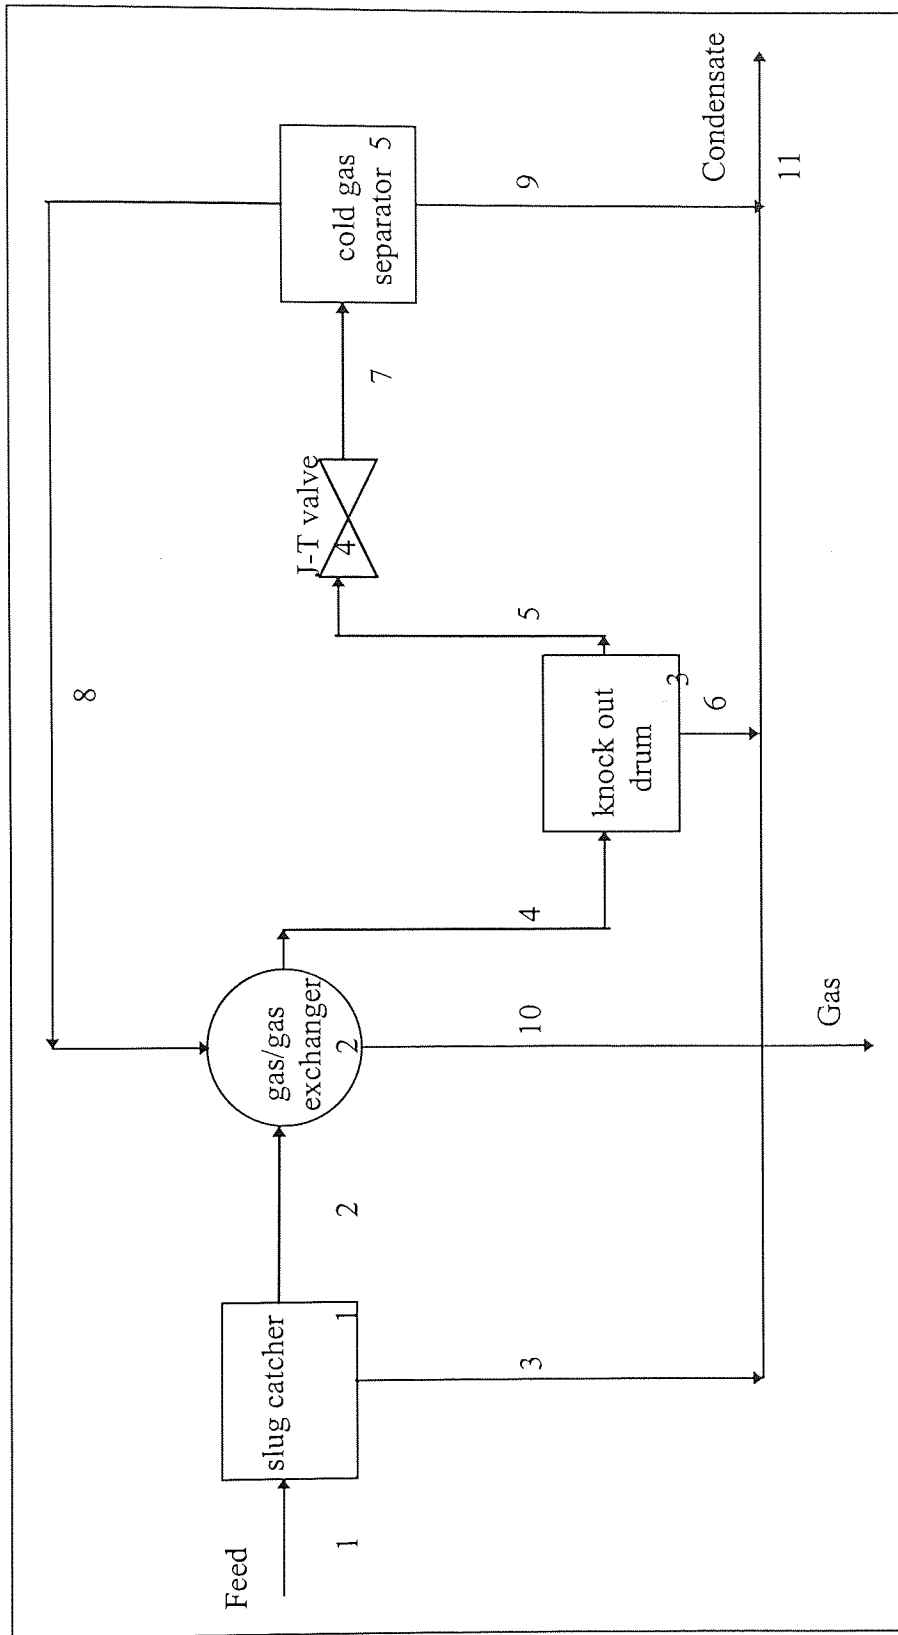 Feed
1
slug catcher
1
3
2
gas/gas
exchanger
2
10
Gas
4
knock out
drum
3
6
5
J-T valve
4
7
cold gas
separator 5
8
9
Condensate
11